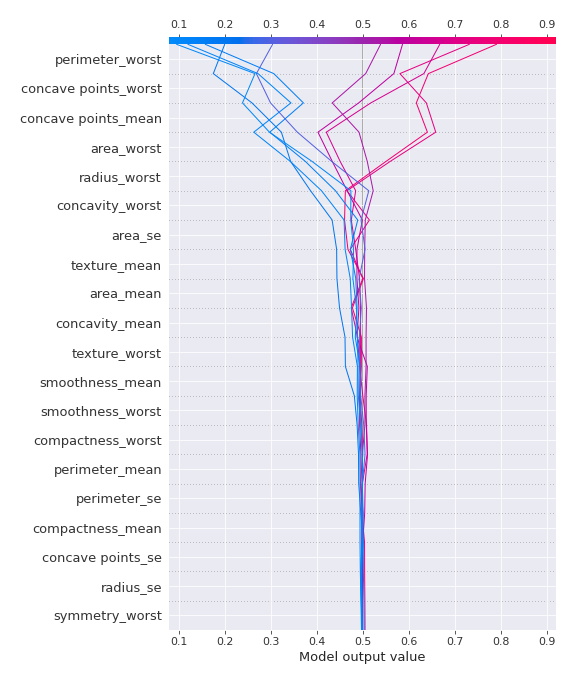 0.1 0.2 0.3 0.4 0.5 0.6 0.7 0.8 0.9
perimeter_worst
concave points_worst
concave points_mean
area_worst
radius_worst
concavity_worst
area_se
texture_mean
area_mean
concavity_mean
texture_worst
smoothness_mean
smoothness_worst
compactness_worst
perimeter_mean
perimeter_se
compactness_mean
concave points_se
radius_se
symmetry_worst
0.1 0.2 0.3 0.4 0.5 0.6 0.7 0.8 0.9
Model output value